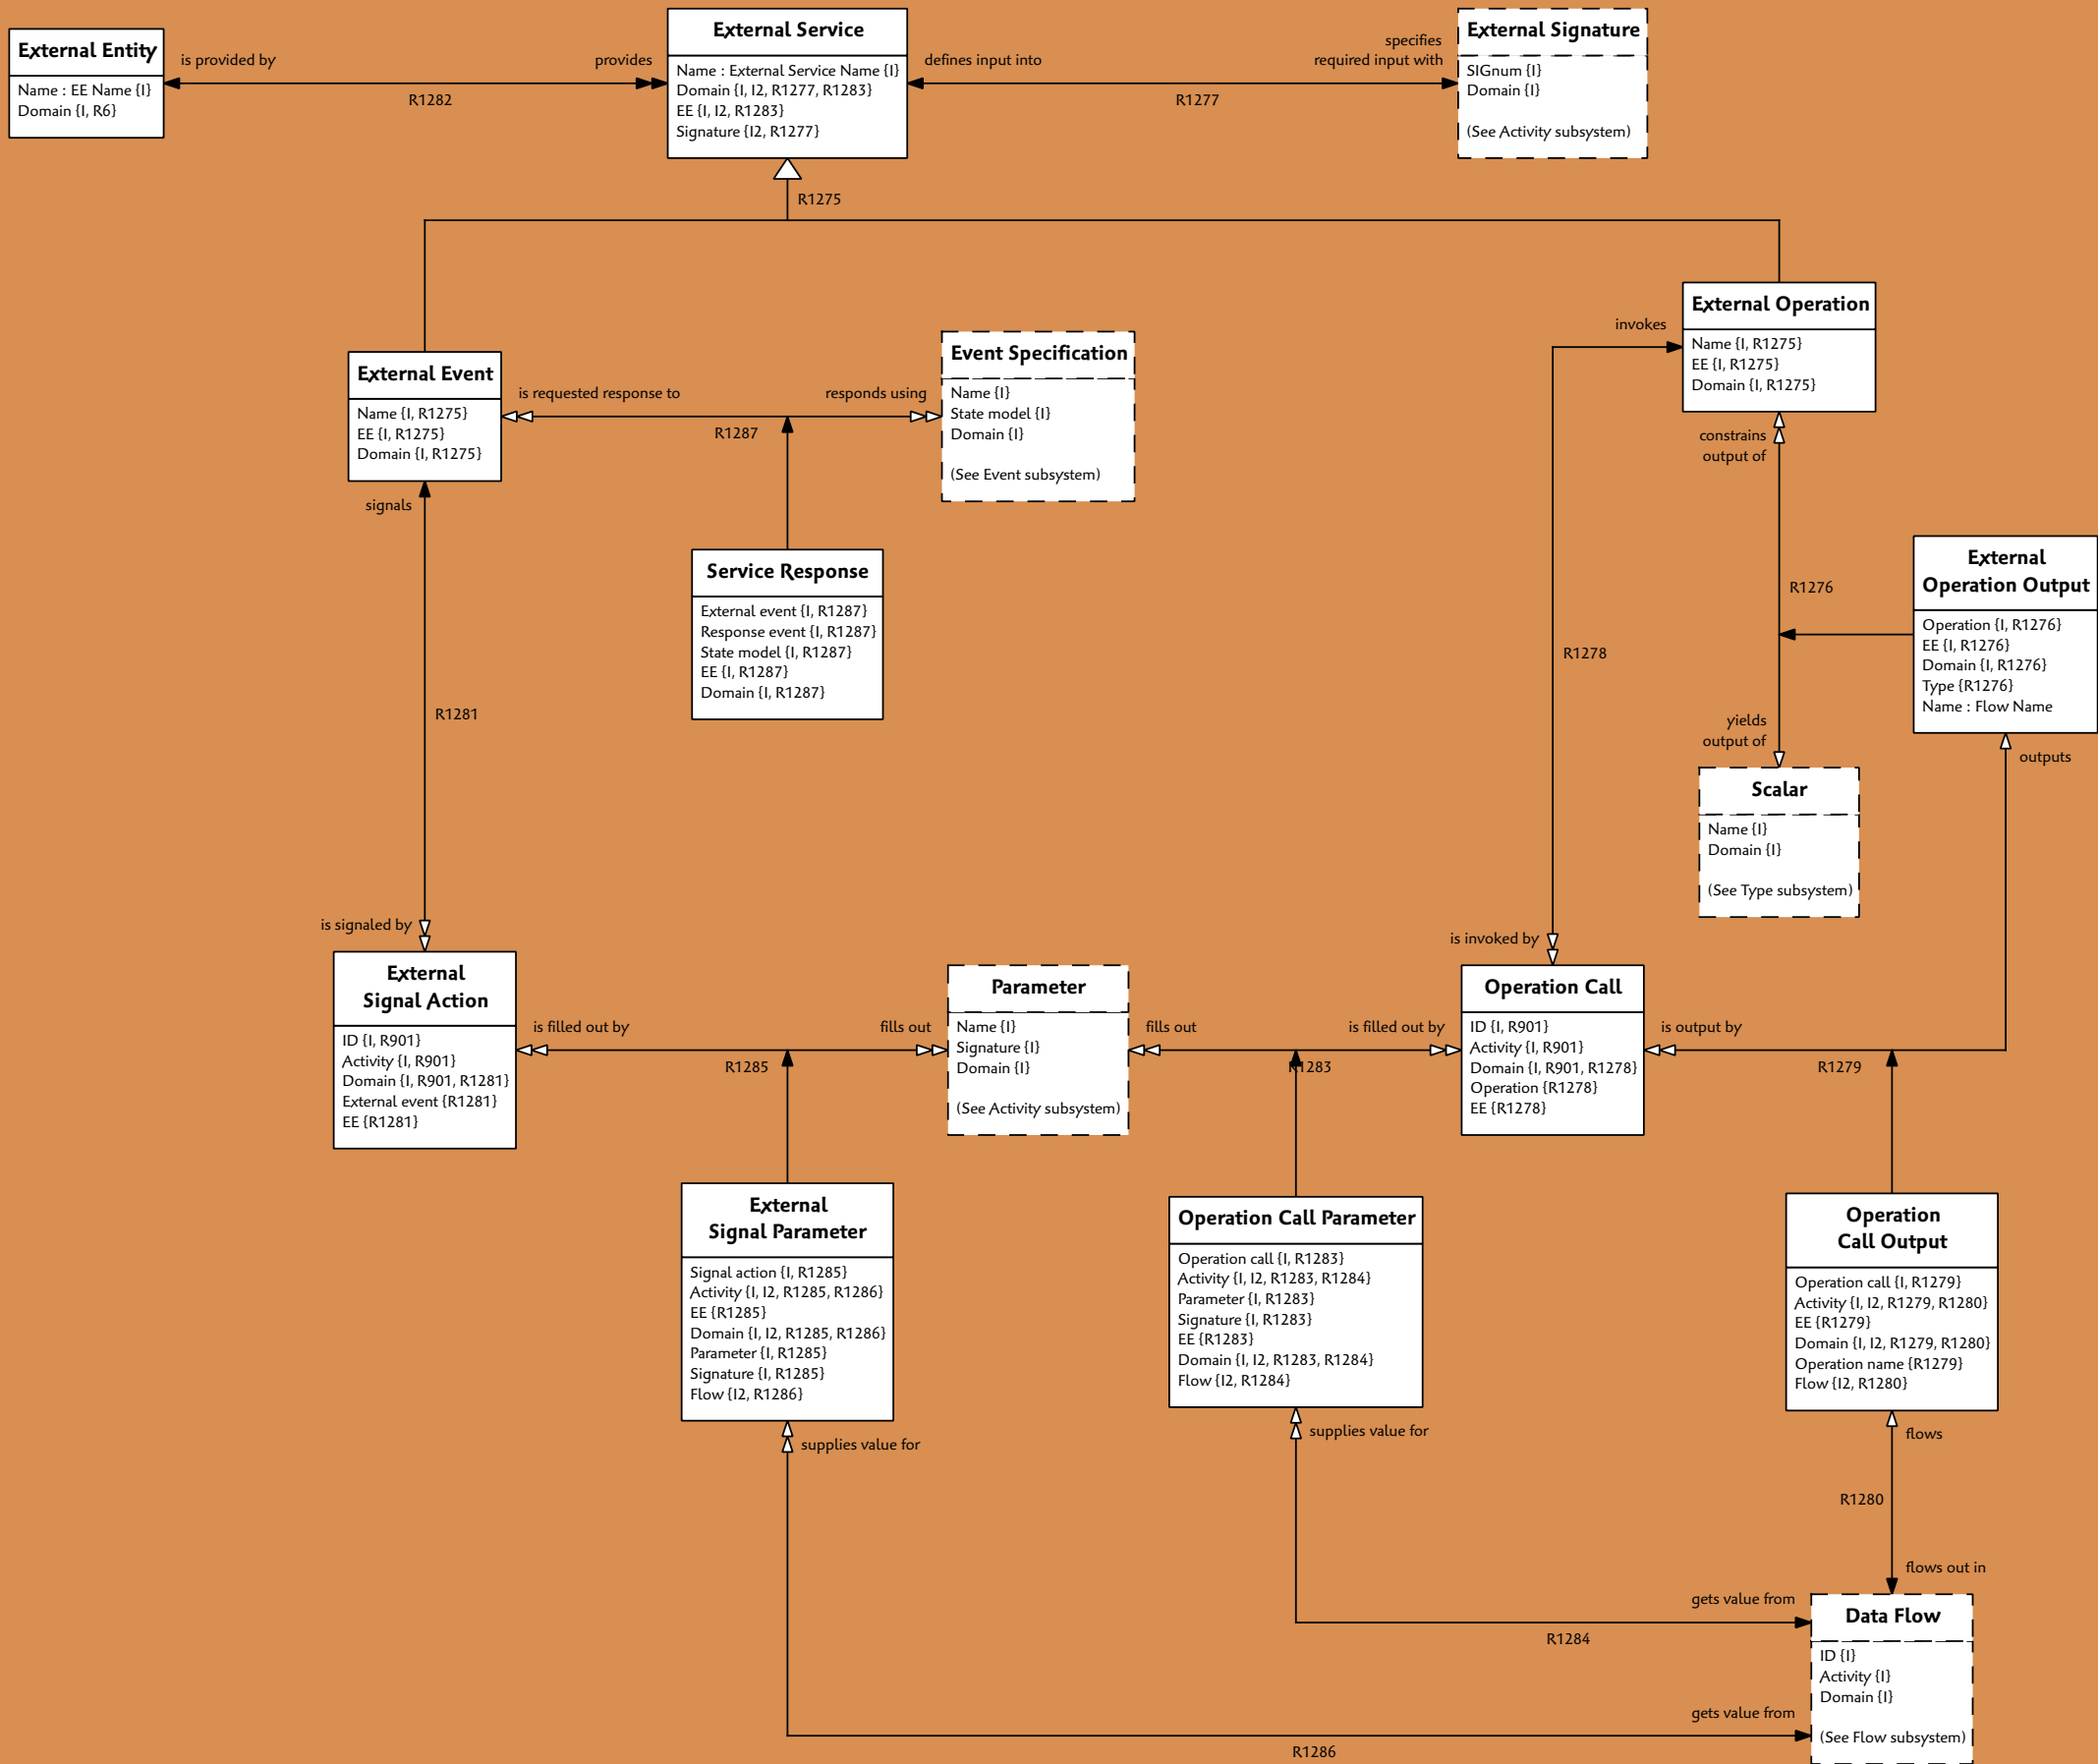 External Entity
Name : EE Name {I}
Domain {I, R6}
is provided by
provides
R1282
External Service
Name : External Service Name {I}
Domain {I, I2, R1277, R1283}
EE {I, I2, R1283}
Signature {I2, R1277}
defines input into
specifies
required input with
R1277
External Signature
SIGnum {I}
Domain {I}
(See Activity subsystem)
R1275
External Event
Name {I, R1275}
EE {I, R1275}
Domain {I, R1275}
is requested response to
responds using
R1287
Event Specification
Name {I}
State model {I}
Domain {I}
(See Event subsystem)
Service Response
External event {I, R1287}
Response event {I, R1287}
State model {I, R1287}
EE {I, R1287}
Domain {I, R1287}
External Operation
Name {I, R1275}
EE {I, R1275}
Domain {I, R1275}
invokes
constrains
output of
R1276
R1278
External
Operation Output
Operation {I, R1276}
EE {I, R1276}
Domain {I, R1276}
Type {R1276}
Name : Flow Name
yields
output of
outputs
Scalar
Name {I}
Domain {I}
(See Type subsystem)
signals
R1281
is signaled by
External
Signal Action
ID {I, R901}
Activity {I, R901}
Domain {I, R901, R1281}
External event {R1281}
EE {R1281}
is filled out by
fills out
R1285
Parameter
Name {I}
Signature {I}
Domain {I}
(See Activity subsystem)
fills out
is filled out by
R1283
is invoked by
Operation Call
ID {I, R901}
Activity {I, R901}
Domain {I, R901, R1278}
Operation {R1278}
EE {R1278}
is output by
R1279
External
Signal Parameter
Signal action {I, R1285}
Activity {I, I2, R1285, R1286}
EE {R1285}
Domain {I, I2, R1285, R1286}
Parameter {I, R1285}
Signature {I, R1285}
Flow {I2, R1286}
Operation Call Parameter
Operation call {I, R1283}
Activity {I, I2, R1283, R1284}
Parameter {I, R1283}
Signature {I, R1283}
EE {R1283}
Domain {I, I2, R1283, R1284}
Flow {I2, R1284}
Operation
Call Output
Operation call {I, R1279}
Activity {I, I2, R1279, R1280}
EE {R1279}
Domain {I, I2, R1279, R1280}
Operation name {R1279}
Flow {I2, R1280}
supplies value for
supplies value for
flows
R1280
flows out in
gets value from
R1284
Data Flow
ID {I}
Activity {I}
Domain {I}
(See Flow subsystem)
gets value from
R1286